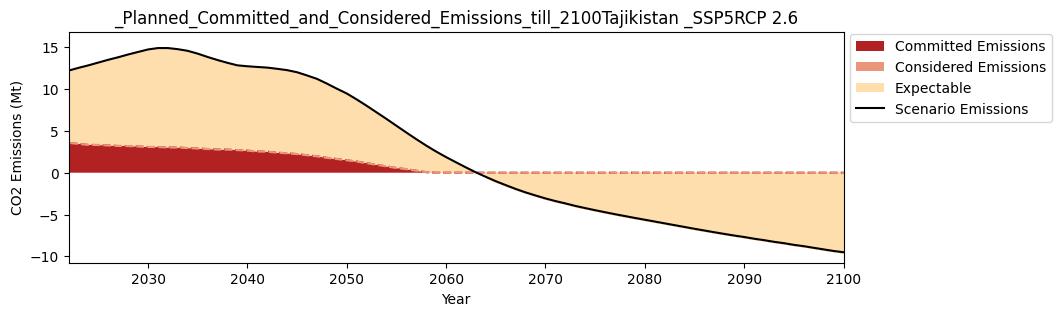 _Planned_Committed_and_Considered_Emissions_till_2100Tajikistan _SSP5RCP 2.6
CO2 Emissions (Mt)
15
10
5
0
−5
−10
2030 2040 2050 2060 2070 2080 2090 2100
Year
Committed Emissions
Considered Emissions
Expectable
Scenario Emissions